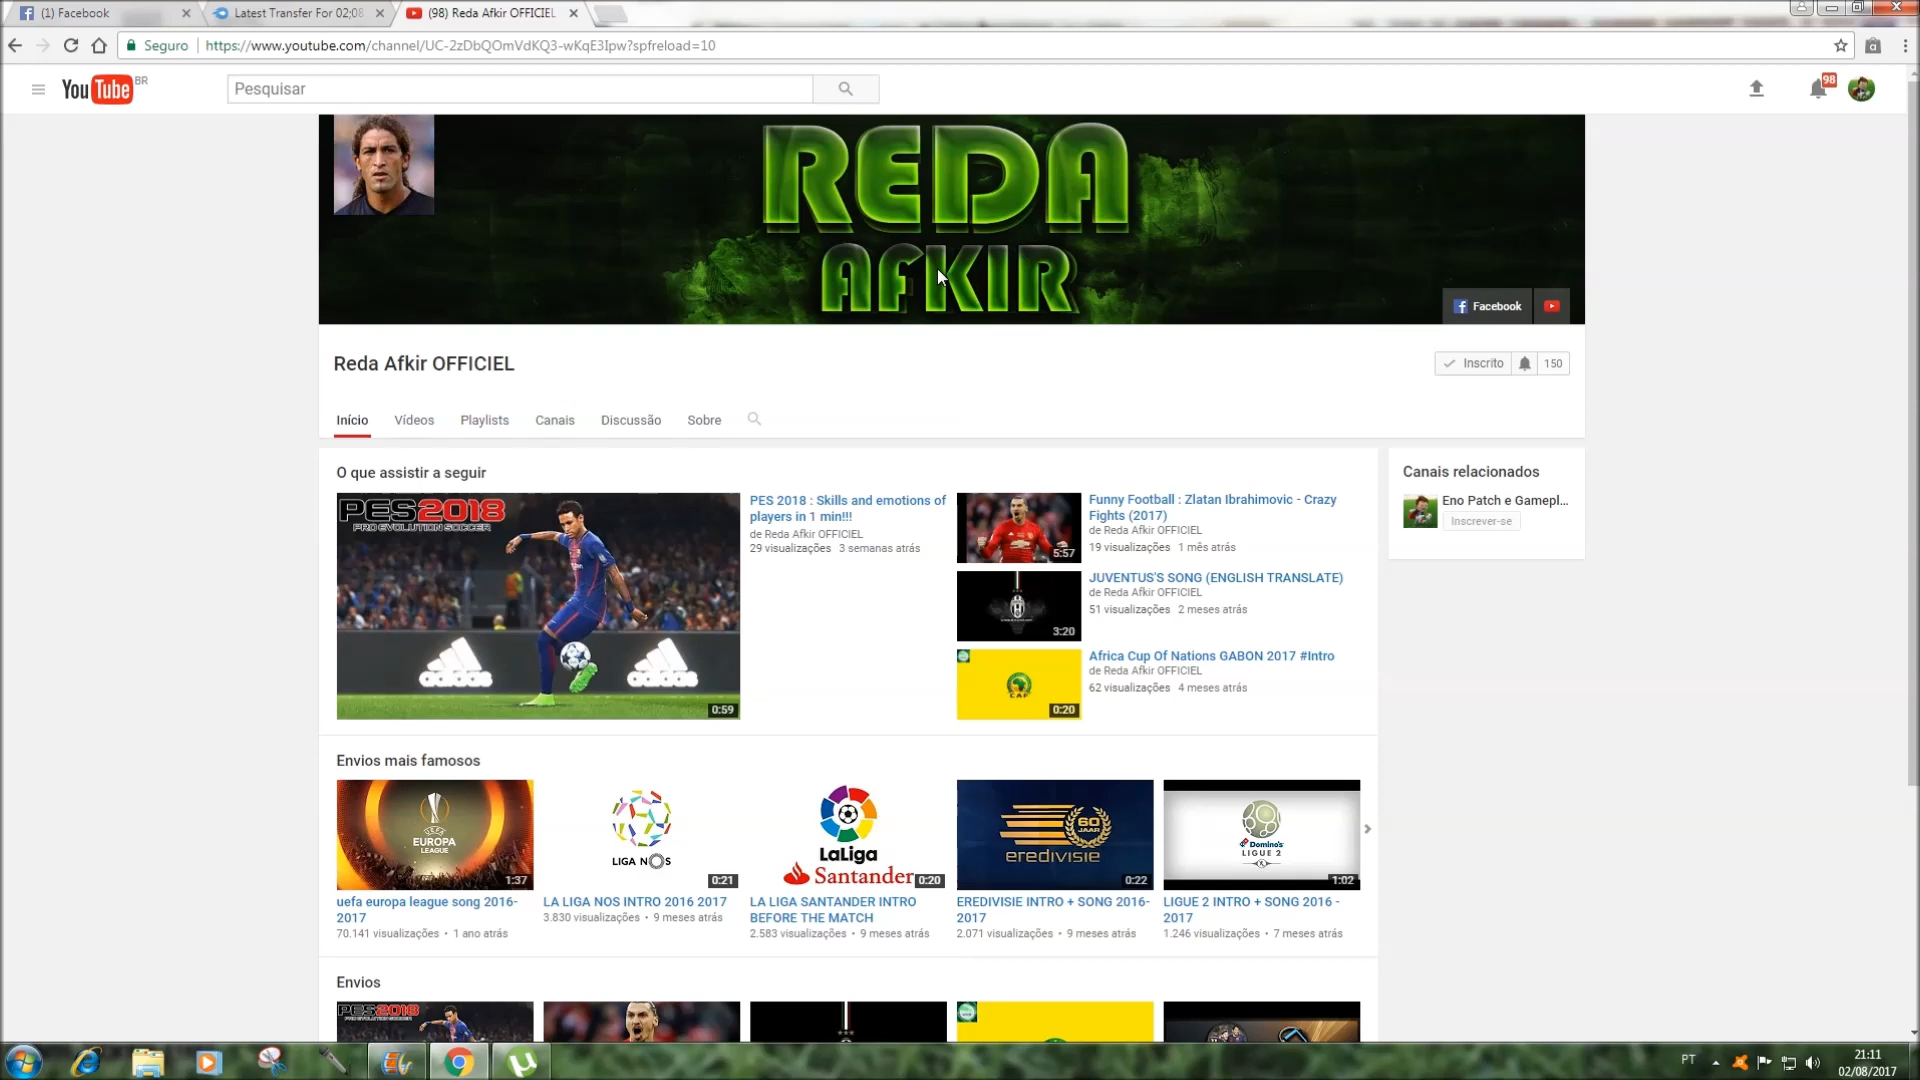 (1) Facebook
Latest Transfer For 02;08
(98) Reda Afkir OFFICIEL
Seguro
https://www.youtube.com/channel/UC-2zDbQOmVdKQ3-wKqE3Ipw?spfreload=10
YouTube BR
Pesquisar
98
REDA
AFKIR
Facebook
Reda Afkir OFFICIEL
Inscrito 150
Início Vídeos Playlists Canais Discussão Sobre
O que assistir a seguir
PES2018
PRO EVOLUTION SOCCER
adidas adidas
0:59
PES 2018 : Skills and emotions of
players in 1 min!!!
de Reda Afkir OFFICIEL
29 visualizações 3 semanas atrás
5:57
Funny Football : Zlatan Ibrahimovic - Crazy
Fights (2017)
de Reda Afkir OFFICIEL
19 visualizações 1 mês atrás
3:20
JUVENTUS'S SONG (ENGLISH TRANSLATE)
de Reda Afkir OFFICIEL
51 visualizações 2 meses atrás
CAF
0:20
Africa Cup Of Nations GABON 2017 #Intro
de Reda Afkir OFFICIEL
62 visualizações 4 meses atrás
Canais relacionados
Eno Patch e Gamepl...
Inscrever-se
Envios mais famosos
UEFA
EUROPA
LEAGUE
1:37
uefa europa league song 2016-
2017
70.141 visualizações • 1 ano atrás
LIGA NOS
0:21
LA LIGA NOS INTRO 2016 2017
3.830 visualizações • 9 meses atrás
LaLiga
Santander
0:20
LA LIGA SANTANDER INTRO
BEFORE THE MATCH
2.583 visualizações • 9 meses atrás
60
JAAR
eredivisie
0:22
EREDIVISIE INTRO + SONG 2016-
2017
2.071 visualizações • 9 meses atrás
Domino's
LIGUE 2
1:02
LIGUE 2 INTRO + SONG 2016 -
2017
1.246 visualizações • 7 meses atrás
Envios
PES2018
PRO EVOLUTION SOCCER
PT
21:11
02/08/2017